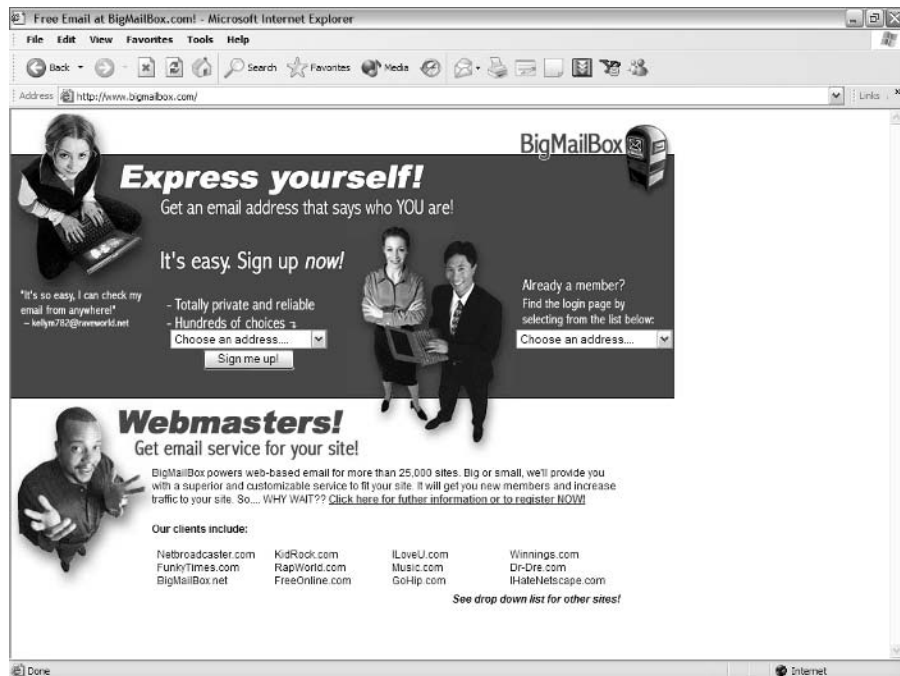 Free Email at BigMailBox.com! - Microsoft Internet Explorer
File Edit View Favorites Tools Help
Back Search Favorites Media
Address http://www.bigmailbox.com/ Links »
BigMailBox
Express yourself!
Get an email address that says who YOU are!
It's easy. Sign up now!
- Totally private and reliable
- Hundreds of choices
Choose an address....
Sign me up!
"It's so easy, I can check my
email from anywhere!"
– kellym782@raveworld.net
Already a member?
Find the login page by
selecting from the list below:
Choose an address....
Webmasters!
Get email service for your site!
BigMailBox powers web-based email for more than 25,000 sites. Big or small, we'll provide you
with a superior and customizable service to fit your site. It will get you new members and increase
traffic to your site. So.... WHY WAIT?? Click here for futher information or to register NOW!
Our clients include:
Netbroadcaster.com KidRock.com ILoveU.com Winnings.com
FunkyTimes.com RapWorld.com Music.com Dr-Dre.com
BigMailBox.net FreeOnline.com GoHip.com IHateNetscape.com
See drop down list for other sites!
Done Internet